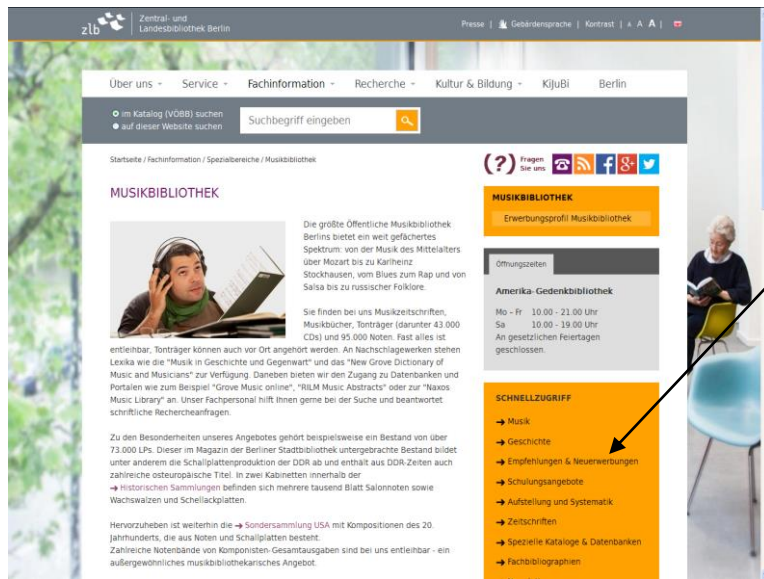 zlb
Zentral- und
Landesbibliothek Berlin
Presse | Gebärdensprache | Kontrast | A A A |
Über uns Service Fachinformation Recherche Kultur & Bildung KiJuBi Berlin
im Katalog (VÖBB) suchen
auf dieser Website suchen
Suchbegriff eingeben
Startseite / Fachinformation / Spezialbereiche / Musikbibliothek
MUSIKBIBLIOTHEK
Die größte Öffentliche Musikbibliothek
Berlins bietet ein weit gefächertes
Spektrum: von der Musik des Mittelalters
über Mozart bis zu Karlheinz
Stockhausen, vom Blues zum Rap und von
Salsa bis zu russischer Folklore.
Sie finden bei uns Musikzeitschriften,
Musikbücher, Tonträger (darunter 43.000
CDs) und 95.000 Noten. Fast alles ist
entleihbar, Tonträger können auch vor Ort angehört werden. An Nachschlagewerken stehen
Lexika wie die "Musik in Geschichte und Gegenwart" und das "New Grove Dictionary of
Music and Musicians" zur Verfügung. Daneben bieten wir den Zugang zu Datenbanken und
Portalen wie zum Beispiel "Grove Music online", "RILM Music Abstracts" oder zur "Naxos
Music Library" an. Unser Fachpersonal hilft Ihnen gerne bei der Suche und beantwortet
schriftliche Rechercheanfragen.
Zu den Besonderheiten unseres Angebotes gehört beispielsweise ein Bestand von über
73.000 LPs. Dieser im Magazin der Berliner Stadtbibliothek untergebrachte Bestand bildet
unter anderem die Schallplattenproduktion der DDR ab und enthält aus DDR-Zeiten auch
zahlreiche osteuropäische Titel. In zwei Kabinetten innerhalb der
➔ Historischen Sammlungen befinden sich mehrere tausend Blatt Salonnoten sowie
Wachswalzen und Schellackplatten.
Hervorzuheben ist weiterhin die ➔ Sondersammlung USA mit Kompositionen des 20.
Jahrhunderts, die aus Noten und Schallplatten besteht.
Zahlreiche Notenbände von Komponisten-Gesamtausgaben sind bei uns entleihbar - ein
außergewöhnliches musikbibliothekarisches Angebot.
(?) Fragen
Sie uns
f g+
MUSIKBIBLIOTHEK
Erwerbungsprofil Musikbibliothek
Öffnungszeiten
Amerika-Gedenkbibliothek
Mo – Fr 10.00 - 21.00 Uhr
Sa 10.00 - 19.00 Uhr
An gesetzlichen Feiertagen
geschlossen.
SCHNELLZUGRIFF
➔ Musik
➔ Geschichte
➔ Empfehlungen & Neuerwerbungen
➔ Schulungsangebote
➔ Aufstellung und Systematik
➔ Zeitschriften
➔ Spezielle Kataloge & Datenbanken
➔ Fachbibliographien